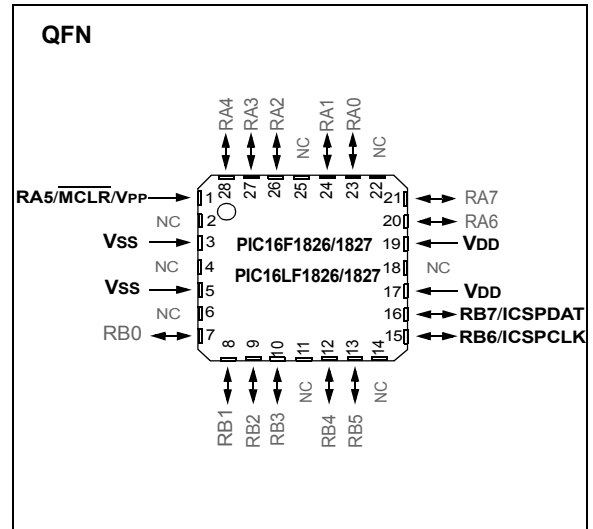 QFN
RA4
RA3
RA2
NC
RA1
RA0
NC
28
27
26
25
24
23
22
RA5/MCLR/VPP
1
21
RA7
NC
2
20
RA6
VSS
3
PIC16F1826/1827
19
VDD
NC
4
PIC16LF1826/1827
18
NC
VSS
5
17
VDD
NC
6
16
RB7/ICSPDAT
RB0
7
15
RB6/ICSPCLK
8
9
10
11
12
13
14
RB1
RB2
RB3
NC
RB4
RB5
NC